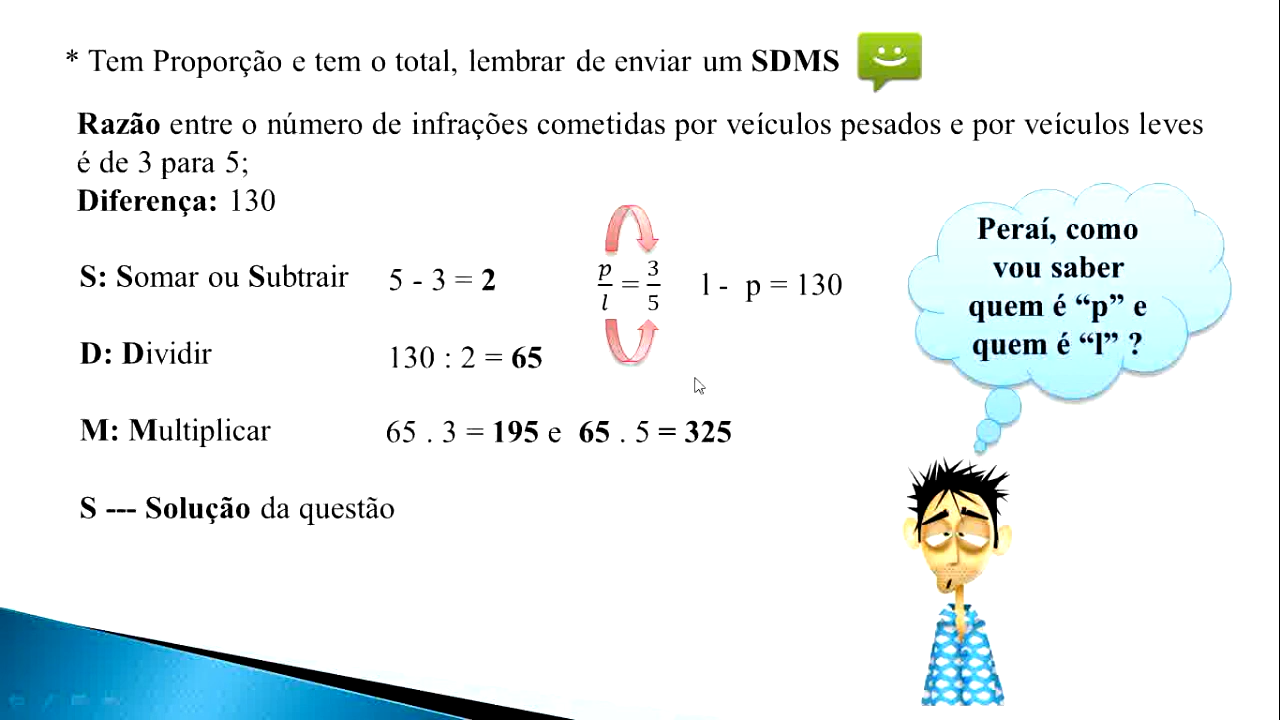 * Tem Proporção e tem o total, lembrar de enviar um SDMS
Razão entre o número de infrações cometidas por veículos pesados e por veículos leves
é de 3 para 5;
Diferença: 130
S: Somar ou Subtrair
5 - 3 = 2
p/l = 3/5
l - p = 130
D: Dividir
130 : 2 = 65
M: Multiplicar
65 . 3 = 195 e 65 . 5 = 325
S --- Solução da questão
Peraí, como
vou saber
quem é “p” e
quem é “l” ?